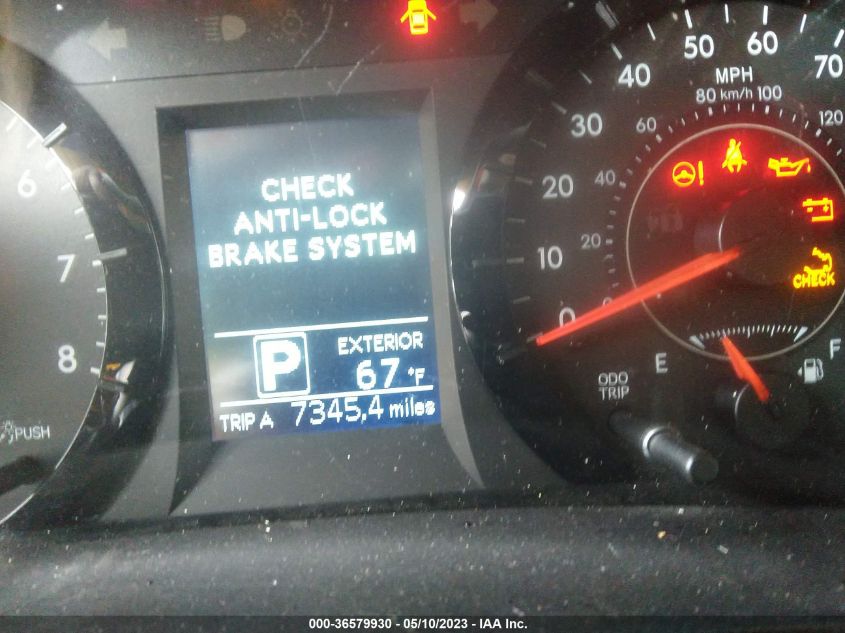 50 60 70
40 MPH
80 km/h 100
30 60 120
6
20 40
CHECK
ANTI-LOCK
BRAKE SYSTEM
20
7 10
CHECK
0 0
8
P EXTERIOR
67 °F
E F
ODO
TRIP
TRIP A 7345.4 miles
PUSH
000-36579930 - 05/10/2023 - IAA Inc.